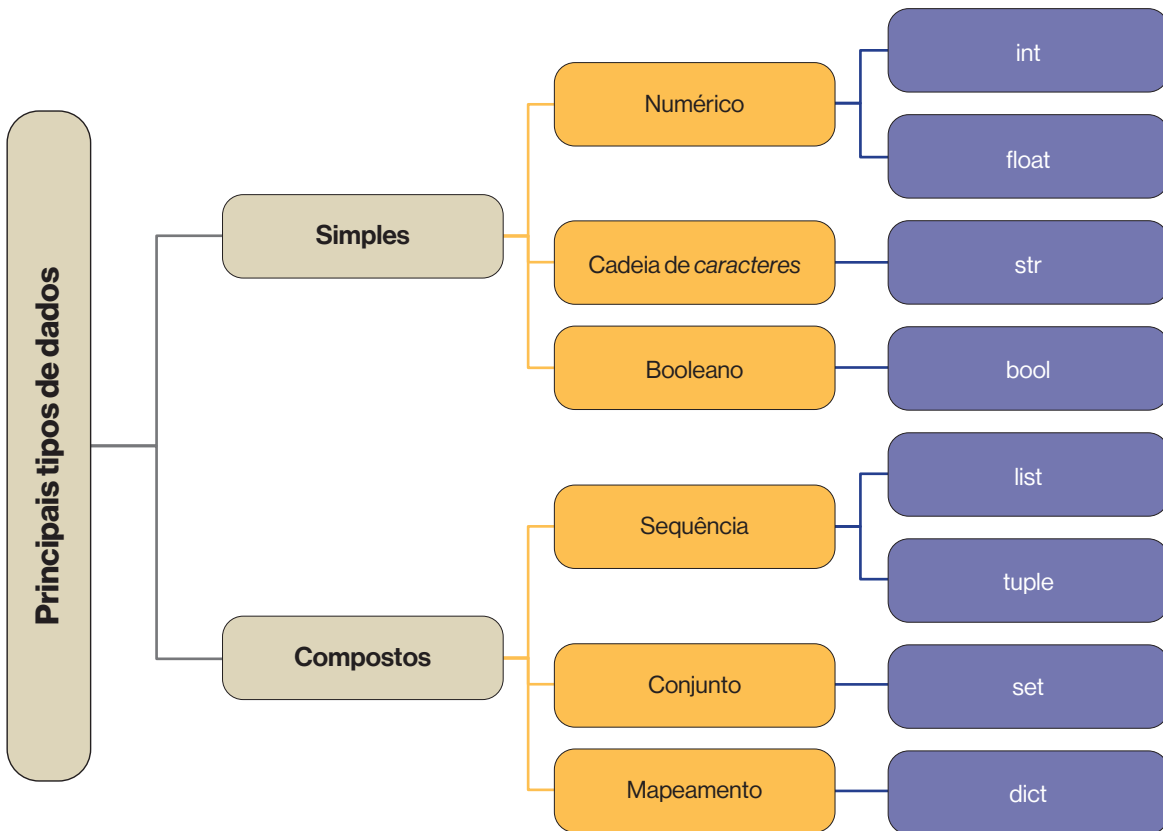 Principais tipos de dados
Simples
Numérico
int
float
Cadeia de caracteres
str
Booleano
bool
Compostos
Sequência
list
tuple
Conjunto
set
Mapeamento
dict